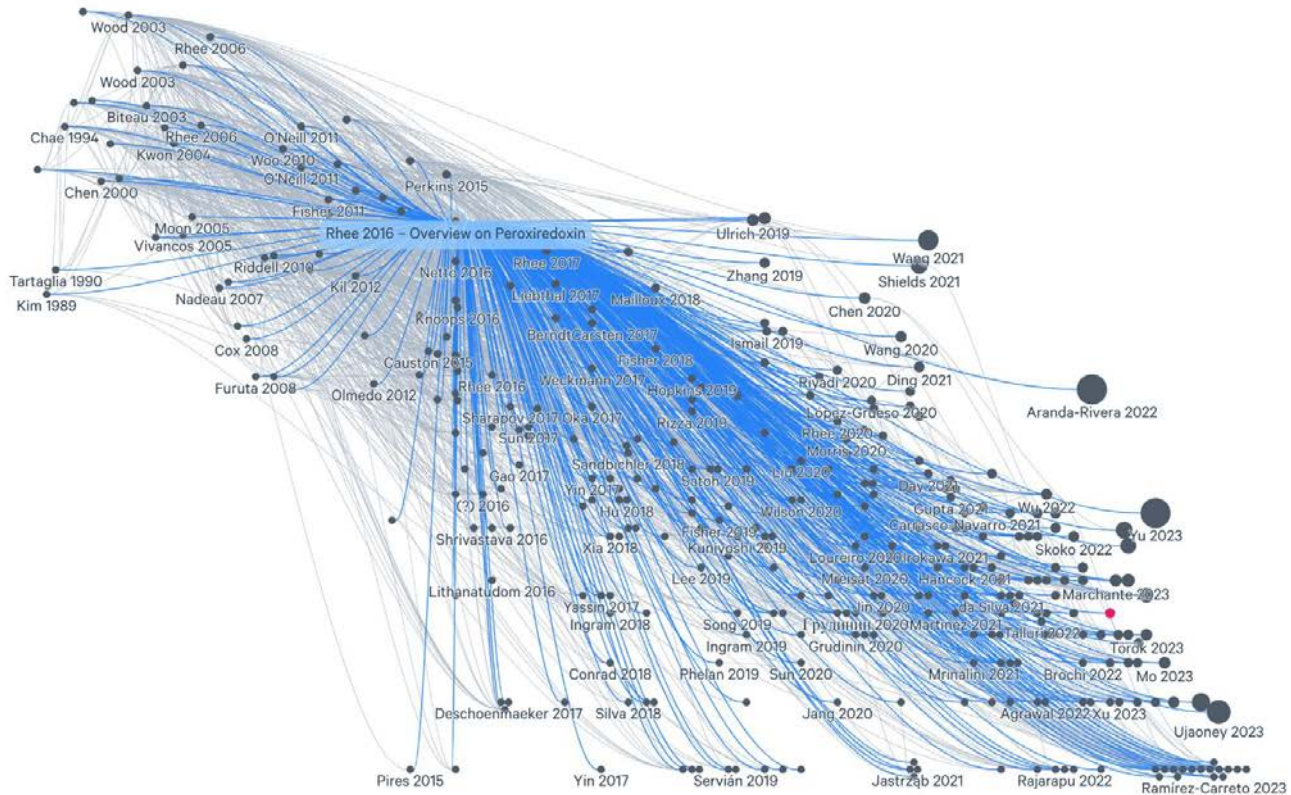 Wood 2003
Rhee 2006
Wood 2003
Biteau 2003
Chae 1994
Rhee 2006
O'Neill 2011
Kwon 2004
Woo 2010
O'Neill 2011
Chen 2000
Perkins 2015
Fisher 2011
Moon 2005
Rhee 2016 – Overview on Peroxiredoxin
Ulrich 2019
Vivancos 2005
Wang 2021
Riddell 2010
Netto 2016
Rhee 2017
Zhang 2019
Shields 2021
Tartaglia 1990
Kil 2012
Kim 1989
Nadeau 2007
Liebthal 2017
Mailloux 2018
Chen 2020
Knoops 2016
BerndtCarsten 2017
Ismail 2019
Wang 2020
Cox 2008
Causton 2015
Fisher 2018
Furuta 2008
Olmedo 2012
Rhee 2016
Weckmann 2017
Hopkins 2019
Riyadi 2020
Ding 2021
Aranda-Rivera 2022
Sharapov 2017
Oka 2017
Rizza 2019
López-Grueso 2020
Sun 2017
Rhee 2020
Morris 2020
Gao 2017
Sandbichler 2018
Satoh 2019
Liu 2020
Day 2021
Yin 2017
(?) 2016
Hu 2018
Wilson 2020
Gupta 2021
Wu 2022
Shrivastava 2016
Fisher 2019
Carrasco-Navarro 2021
Yu 2023
Xia 2018
Kuniyoshi 2019
Skoko 2022
Loureiro 2020
Hirokawa 2021
Lithanatudom 2016
Lee 2019
Mreisat 2020
Hancock 2021
Marchante 2023
Yassin 2017
Jin 2020
da Silva 2021
Ingram 2018
Song 2019
Грудинин 2020
Martinez 2021
Talluri 2022
Ingram 2019
Grudinin 2020
Torok 2023
Conrad 2018
Phelan 2019
Sun 2020
Mrinalini 2021
Brochi 2022
Mo 2023
Deschoenmaeker 2017
Silva 2018
Jang 2020
Agrawal 2022
Xu 2023
Ujaoney 2023
Pires 2015
Yin 2017
Servián 2019
Jastrząb 2021
Rajarapu 2022
Ramírez-Carreto 2023